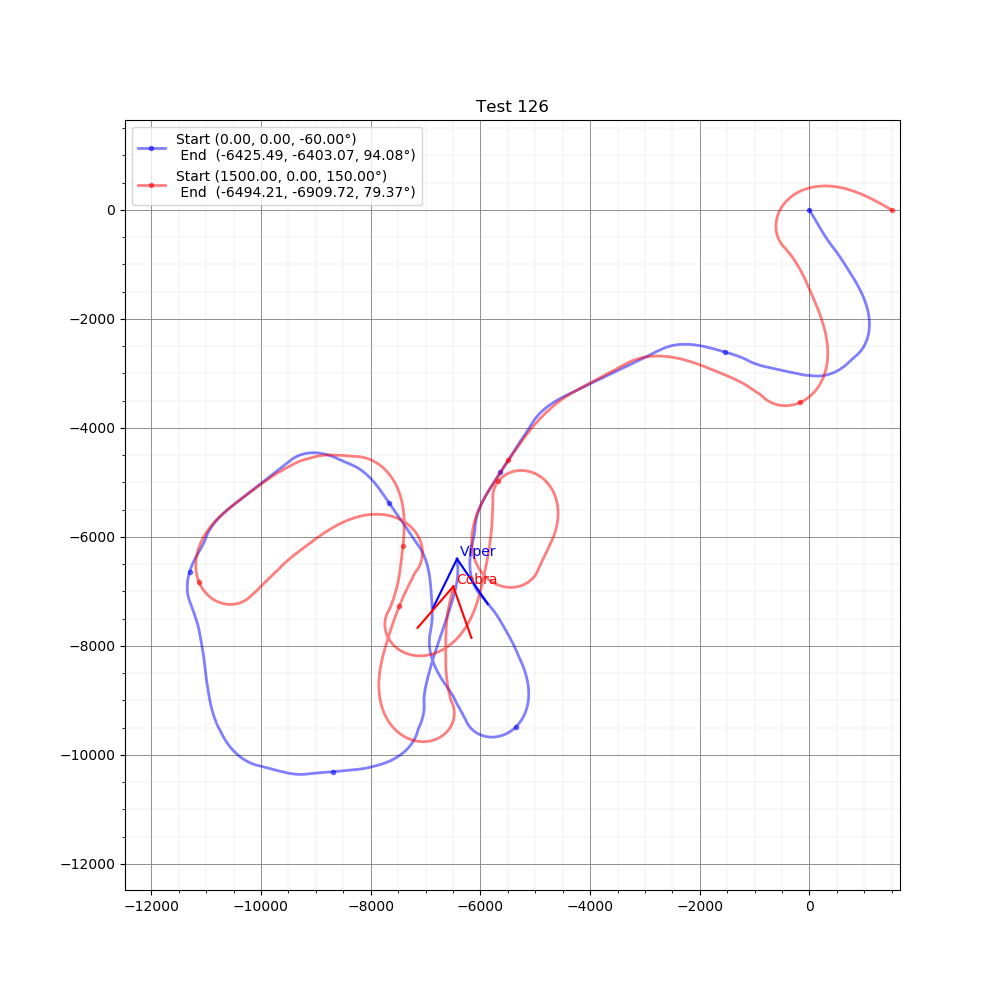 Test 126
Start (0.00, 0.00, -60.00°)
End (-6425.49, -6403.07, 94.08°)
Start (1500.00, 0.00, 150.00°)
End (-6494.21, -6909.72, 79.37°)
0
−2000
−4000
−6000
−8000
−10000
−12000
Viper
Cobra
−12000 −10000 −8000 −6000 −4000 −2000 0